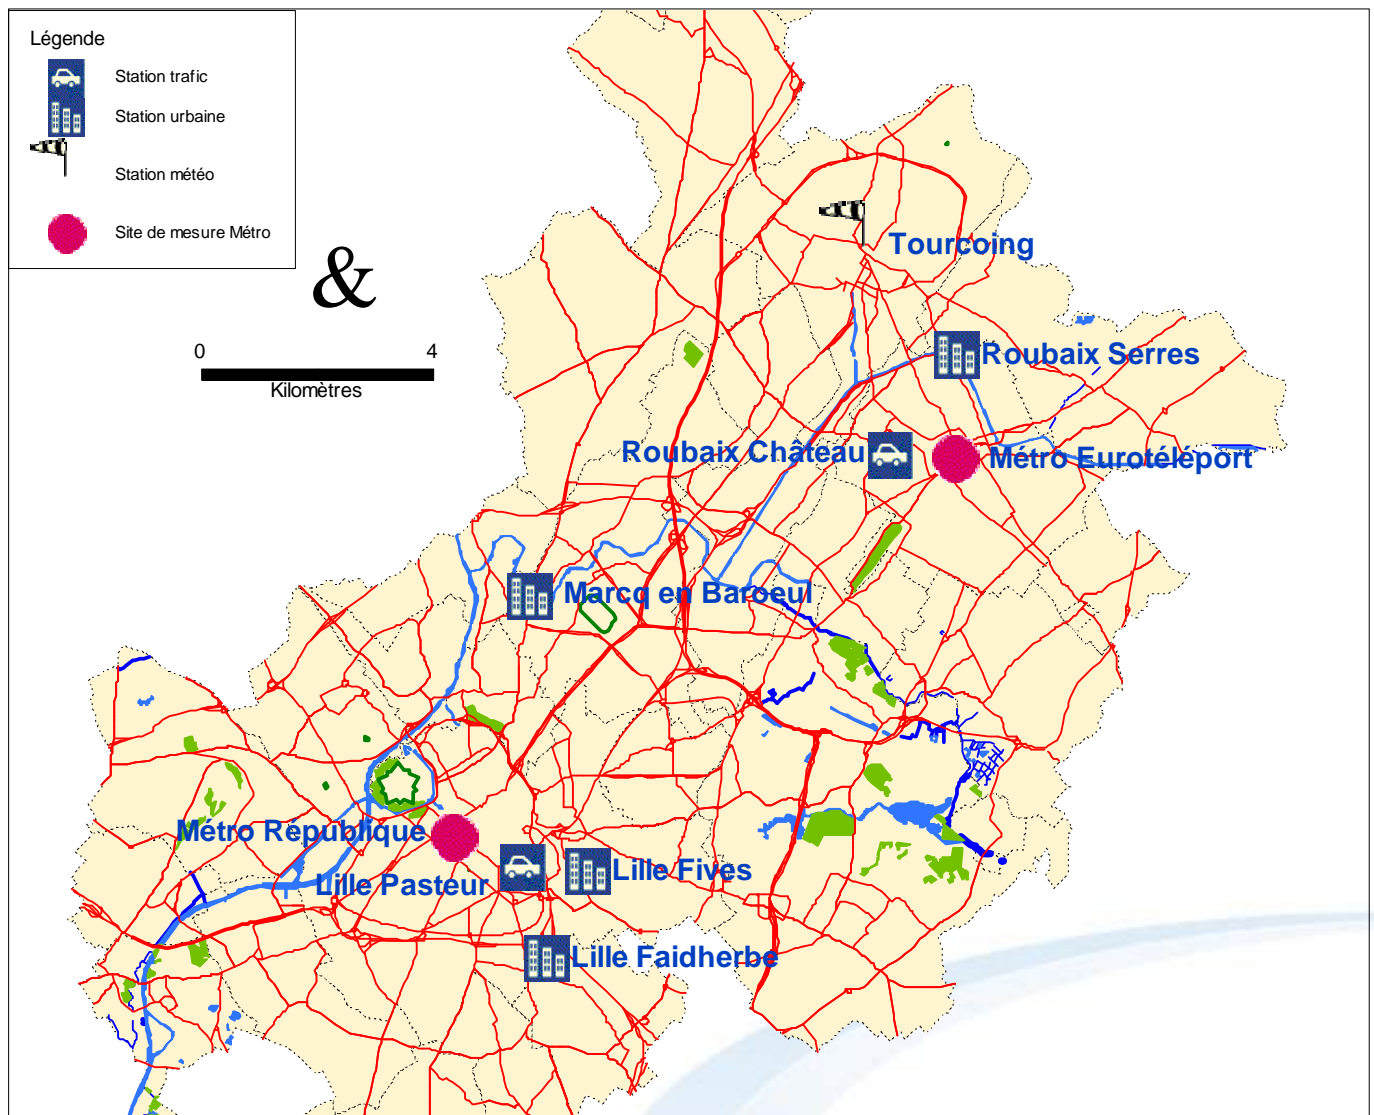 Légende
Station trafic
Station urbaine
Station météo
Site de mesure Métro
&
0 4
Kilomètres
Tourcoing
Roubaix Serres
Roubaix Château
Métro Eurotéléport
Marcq en Baroeul
Métro République
Lille Pasteur
Lille Fives
Lille Faidherbe